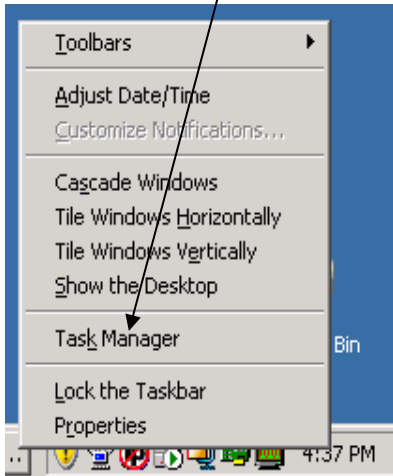 Toolbars
Adjust Date/Time
Customize Notifications...
Cascade Windows
Tile Windows Horizontally
Tile Windows Vertically
Show the Desktop
Task Manager
Bin
Lock the Taskbar
Properties
..
4:37 PM